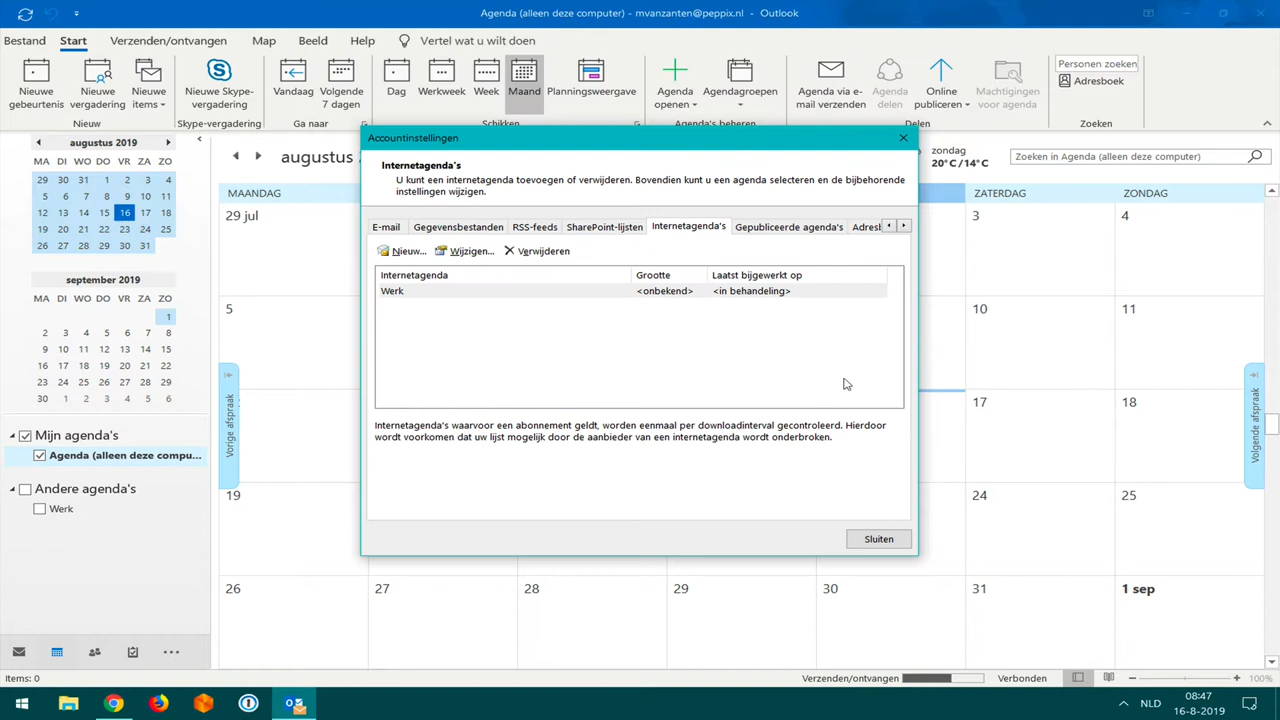 Agenda (alleen deze computer) - mvanzanten@peppix.nl - Outlook
Bestand Start Verzenden/ontvangen Map Beeld Help Vertel wat u wilt doen
Nieuwe gebeurtenis
Nieuwe vergadering
Nieuwe items
Nieuw
Nieuwe Skype-vergadering
Skype-vergadering
Vandaag
Volgende 7 dagen
Ga naar
Dag
Werkweek
Week
Maand
Planningsweergave
Schikken
Agenda openen
Agendagroepen
Agenda's beheren
Agenda via e-mail verzenden
Agenda delen
Online publiceren
Machtigingen voor agenda
Delen
Personen zoeken
Adresboek
Zoeken
augustus 2019
MA DI WO DO VR ZA ZO
29 30 31 1 2 3 4
5 6 7 8 9 10 11
12 13 14 15 16 17 18
19 20 21 22 23 24 25
26 27 28 29 30 31
september 2019
MA DI WO DO VR ZA ZO
1
2 3 4 5 6 7 8
9 10 11 12 13 14 15
16 17 18 19 20 21 22
23 24 25 26 27 28 29
30 1 2 3 4 5 6
Mijn agenda's
Agenda (alleen deze compu...
Andere agenda's
Werk
augustus
zondag
20°C/14°C
Zoeken in Agenda (alleen deze computer)
MAANDAG ZATERDAG ZONDAG
29 jul 3 4
5 10 11
17 18
19 24 25
26 27 28 29 30 31 1 sep
Vorige afspraak
Volgende afspraak
Accountinstellingen
Internetagenda's
U kunt een internetagenda toevoegen of verwijderen. Bovendien kunt u een agenda selecteren en de bijbehorende
instellingen wijzigen.
E-mail Gegevensbestanden RSS-feeds SharePoint-lijsten Internetagenda's Gepubliceerde agenda's Adresl
Nieuw... Wijzigen... Verwijderen
Internetagenda Grootte Laatst bijgewerkt op
Werk <onbekend> <in behandeling>
Internetagenda's waarvoor een abonnement geldt, worden eenmaal per downloadinterval gecontroleerd. Hierdoor
wordt voorkomen dat uw lijst mogelijk door de aanbieder van een internetagenda wordt onderbroken.
Sluiten
Items: 0 Verzenden/ontvangen Verbonden 100%
NLD
08:47
16-8-2019